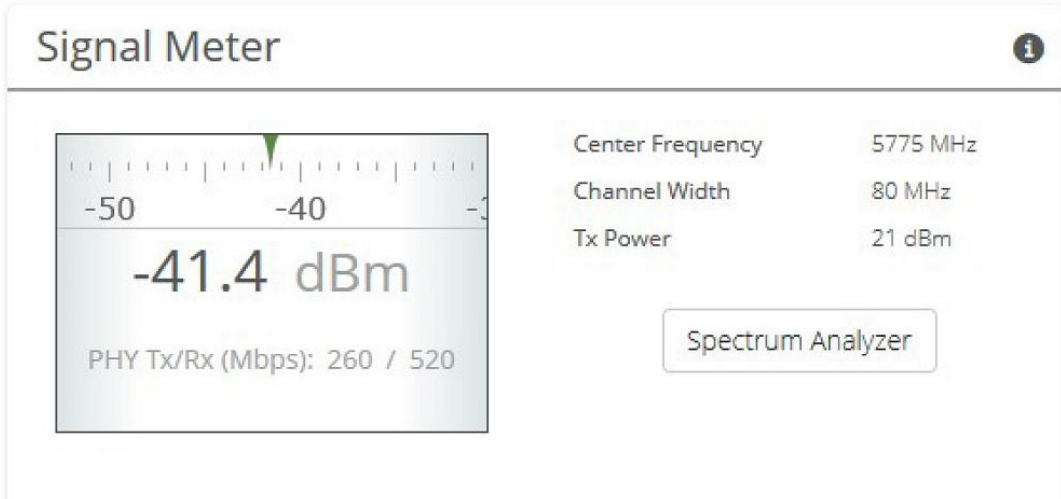 Signal Meter
-50 -40
-41.4 dBm
PHY Tx/Rx (Mbps): 260 / 520
Center Frequency 5775 MHz
Channel Width 80 MHz
Tx Power 21 dBm
Spectrum Analyzer